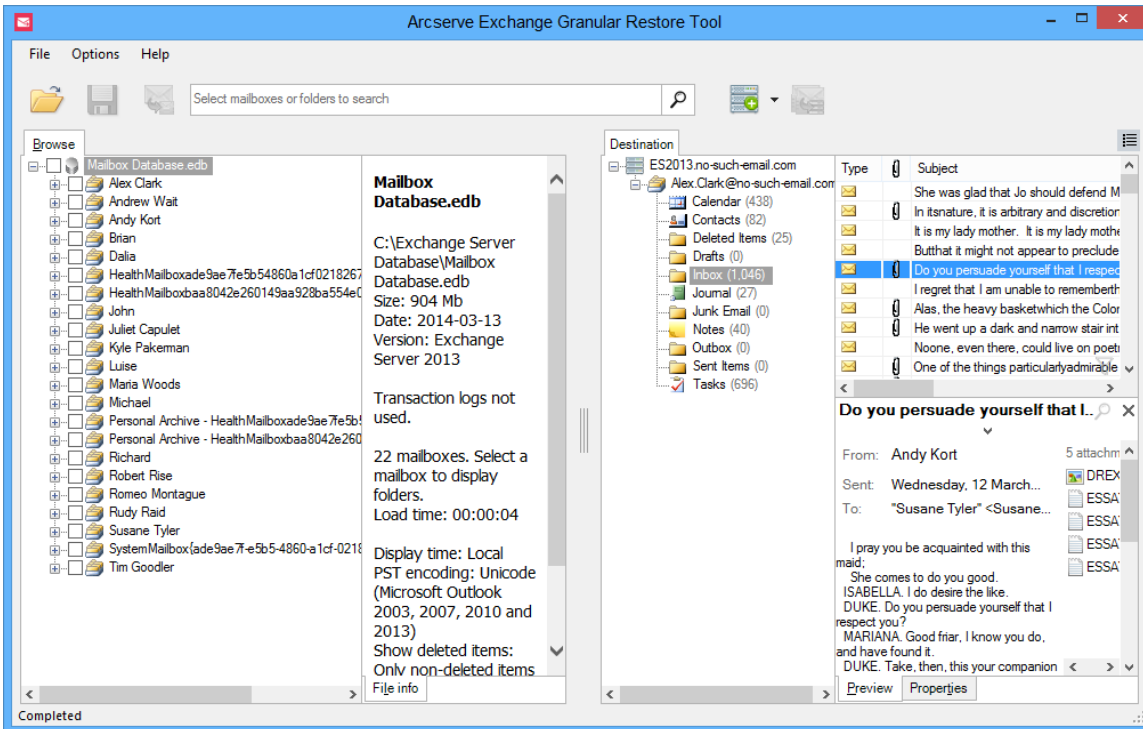 Arcserve Exchange Granular Restore Tool
File Options Help
Select mailboxes or folders to search
Browse
Mailbox Database.edb
Alex Clark
Andrew Wait
Andy Kort
Brian
Dalia
HealthMailboxade9ae7fe5b54860a1cf0218267
HealthMailboxbaa8042e260149aa928ba554e0
John
Juliet Capulet
Kyle Pakerman
Luise
Maria Woods
Michael
Personal Archive - HealthMailboxade9ae7fe5b5
Personal Archive - HealthMailboxbaa8042e260
Richard
Robert Rise
Romeo Montague
Rudy Raid
Susane Tyler
SystemMailbox{ade9ae7f-e5b5-4860-a1cf-0218
Tim Goodler
Mailbox
Database.edb
C:\Exchange Server
Database\Mailbox
Database.edb
Size: 904 Mb
Date: 2014-03-13
Version: Exchange
Server 2013
Transaction logs not
used.
22 mailboxes. Select a
mailbox to display
folders.
Load time: 00:00:04
Display time: Local
PST encoding: Unicode
(Microsoft Outlook
2003, 2007, 2010 and
2013)
Show deleted items:
Only non-deleted items
File info
Destination
ES2013.no-such-email.com
Alex.Clark@no-such-email.com
Calendar (438)
Contacts (82)
Deleted Items (25)
Drafts (0)
Inbox (1,046)
Journal (27)
Junk Email (0)
Notes (40)
Outbox (0)
Sent Items (0)
Tasks (696)
Type Subject
She was glad that Jo should defend M
In itsnature, it is arbitrary and discretion
It is my lady mother. It is my lady mothe
Butthat it might not appear to preclude
Do you persuade yourself that I respec
I regret that I am unable to rememberth
Alas, the heavy basketwhich the Color
He went up a dark and narrow stair int
Noone, even there, could live on poetr
One of the things particularlyadmirable
Do you persuade yourself that I..
From: Andy Kort
5 attachm
Sent: Wednesday, 12 March...
To: "Susane Tyler" <Susane...
DREX
ESSA
ESSA
ESSA
ESSA
I pray you be acquainted with this
maid;
She comes to do you good.
ISABELLA. I do desire the like.
DUKE. Do you persuade yourself that I
respect you?
MARIANA. Good friar, I know you do,
and have found it.
DUKE. Take, then, this your companion
Preview Properties
Completed